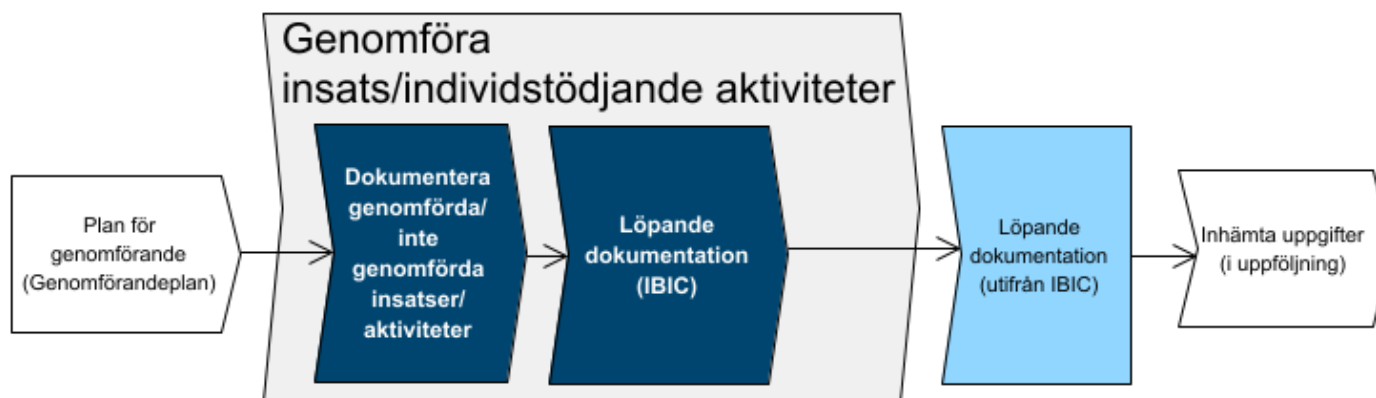 Genomföra
insats/individstödjande aktiviteter
Plan för
genomförande
(Genomförandeplan)
Dokumentera
genomförda/
inte
genomförda
insatser/
aktiviteter
Löpande
dokumentation
(IBIC)
Löpande
dokumentation
(utifrån IBIC)
Inhämta uppgifter
(i uppföljning)